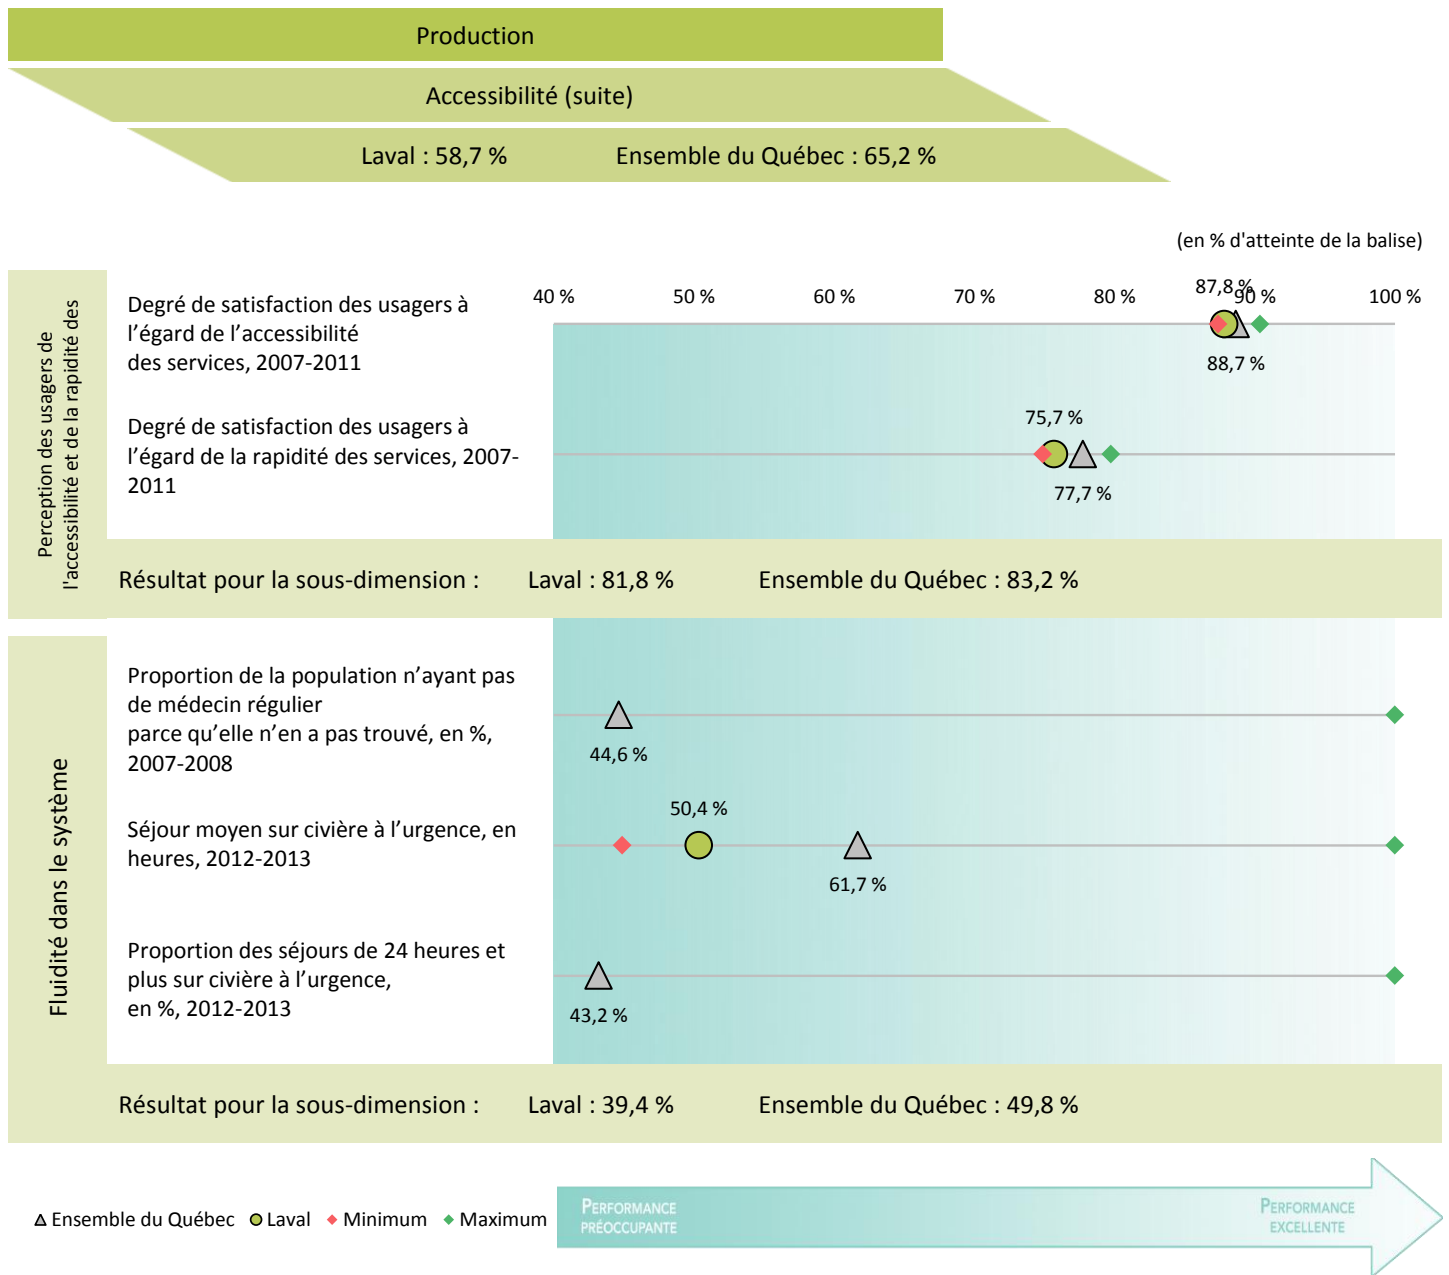 Production
Accessibilité (suite)
Laval : 58,7 % Ensemble du Québec : 65,2 %
(en % d'atteinte de la balise)
40 % 50 % 60 % 70 % 80 % 90 % 100 %
Perception des usagers de
l'accessibilité et de la rapidité des
Degré de satisfaction des usagers à
l’égard de l’accessibilité
des services, 2007-2011
87,8 %
88,7 %
Degré de satisfaction des usagers à
l’égard de la rapidité des services, 2007-
2011
75,7 %
77,7 %
Résultat pour la sous-dimension : Laval : 81,8 % Ensemble du Québec : 83,2 %
Fluidité dans le système
Proportion de la population n’ayant pas
de médecin régulier
parce qu’elle n’en a pas trouvé, en %,
2007-2008
44,6 %
Séjour moyen sur civière à l’urgence, en
heures, 2012-2013
50,4 %
61,7 %
Proportion des séjours de 24 heures et
plus sur civière à l’urgence,
en %, 2012-2013
43,2 %
Résultat pour la sous-dimension : Laval : 39,4 % Ensemble du Québec : 49,8 %
Ensemble du Québec Laval Minimum Maximum
PERFORMANCE
PRÉOCCUPANTE
PERFORMANCE
EXCELLENTE